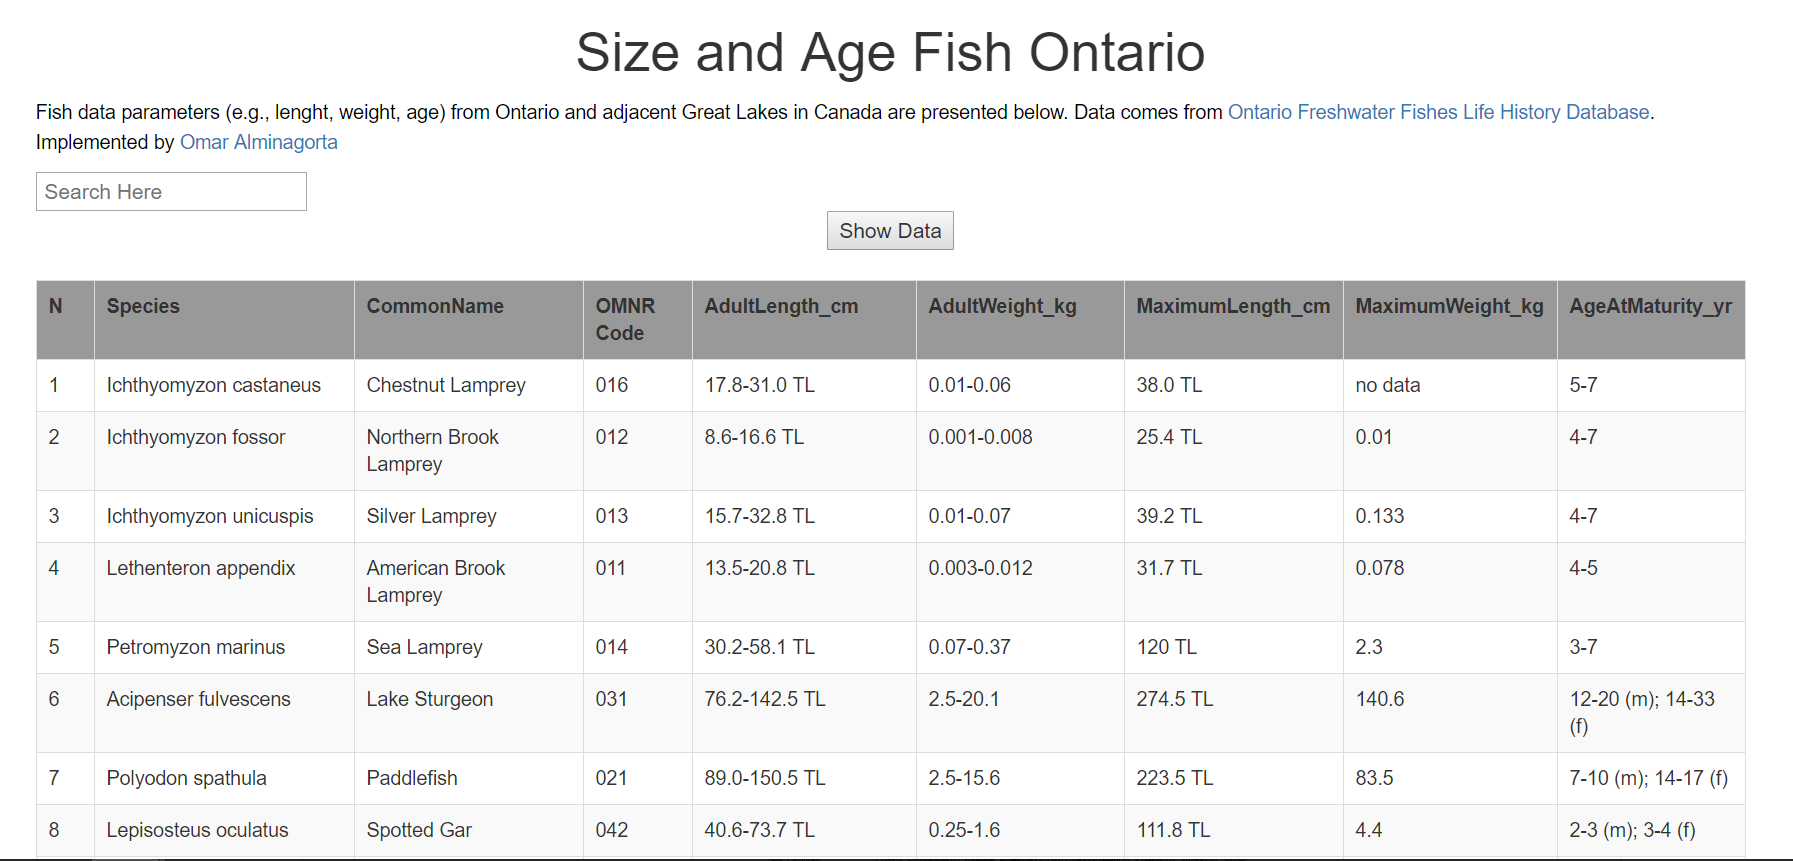 Size and Age Fish Ontario
Fish data parameters (e.g., lenght, weight, age) from Ontario and adjacent Great Lakes in Canada are presented below. Data comes from Ontario Freshwater Fishes Life History Database.
Implemented by Omar Alminagorta
Search Here
Show Data
N Species CommonName OMNR Code AdultLength_cm AdultWeight_kg MaximumLength_cm MaximumWeight_kg AgeAtMaturity_yr
1 Ichthyomyzon castaneus Chestnut Lamprey 016 17.8-31.0 TL 0.01-0.06 38.0 TL no data 5-7
2 Ichthyomyzon fossor Northern Brook Lamprey 012 8.6-16.6 TL 0.001-0.008 25.4 TL 0.01 4-7
3 Ichthyomyzon unicuspis Silver Lamprey 013 15.7-32.8 TL 0.01-0.07 39.2 TL 0.133 4-7
4 Lethenteron appendix American Brook Lamprey 011 13.5-20.8 TL 0.003-0.012 31.7 TL 0.078 4-5
5 Petromyzon marinus Sea Lamprey 014 30.2-58.1 TL 0.07-0.37 120 TL 2.3 3-7
6 Acipenser fulvescens Lake Sturgeon 031 76.2-142.5 TL 2.5-20.1 274.5 TL 140.6 12-20 (m); 14-33 (f)
7 Polyodon spathula Paddlefish 021 89.0-150.5 TL 2.5-15.6 223.5 TL 83.5 7-10 (m); 14-17 (f)
8 Lepisosteus oculatus Spotted Gar 042 40.6-73.7 TL 0.25-1.6 111.8 TL 4.4 2-3 (m); 3-4 (f)